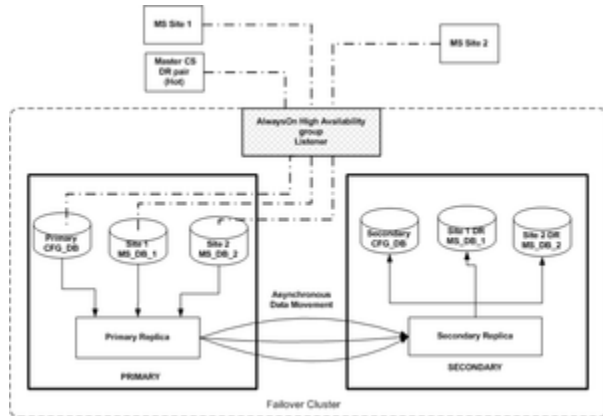 MS Site 1
MS Site 2
Master CS
DR pair
(Hot)
AlwaysOn High Availability
group
Listener
Primary
CFG_DB
Site 1
MS_DB_1
Site 2
MS_DB_2
Secondary
CFG_DB
Site 1 DR
MS_DB_1
Site 2 DR
MS_DB_2
Asynchronous
Data Movement
Primary Replica
Secondary Replica
PRIMARY
SECONDARY
Failover Cluster